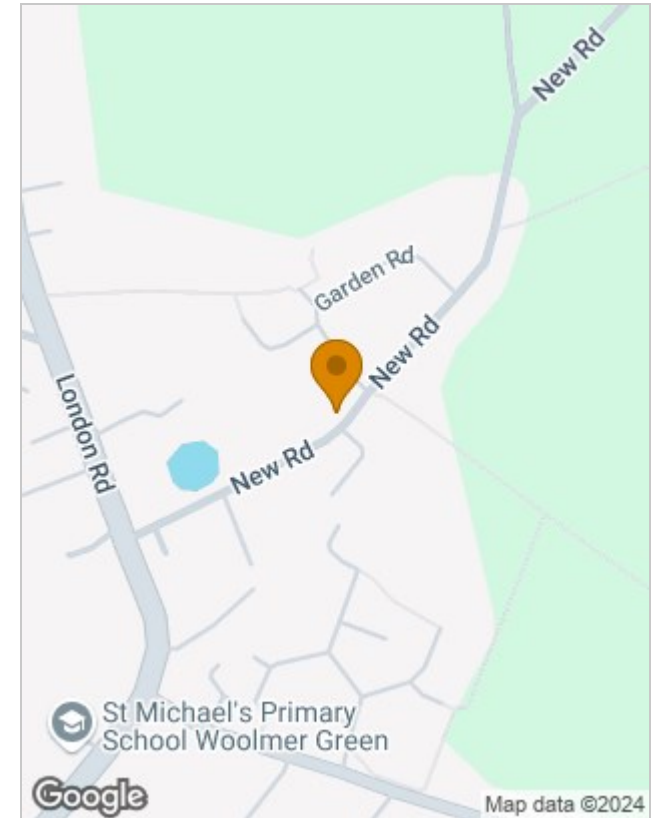 New Rd
Garden Rd
New Rd
London Rd
New Rd
St Michael's Primary
School Woolmer Green
Google
Map data ©2024